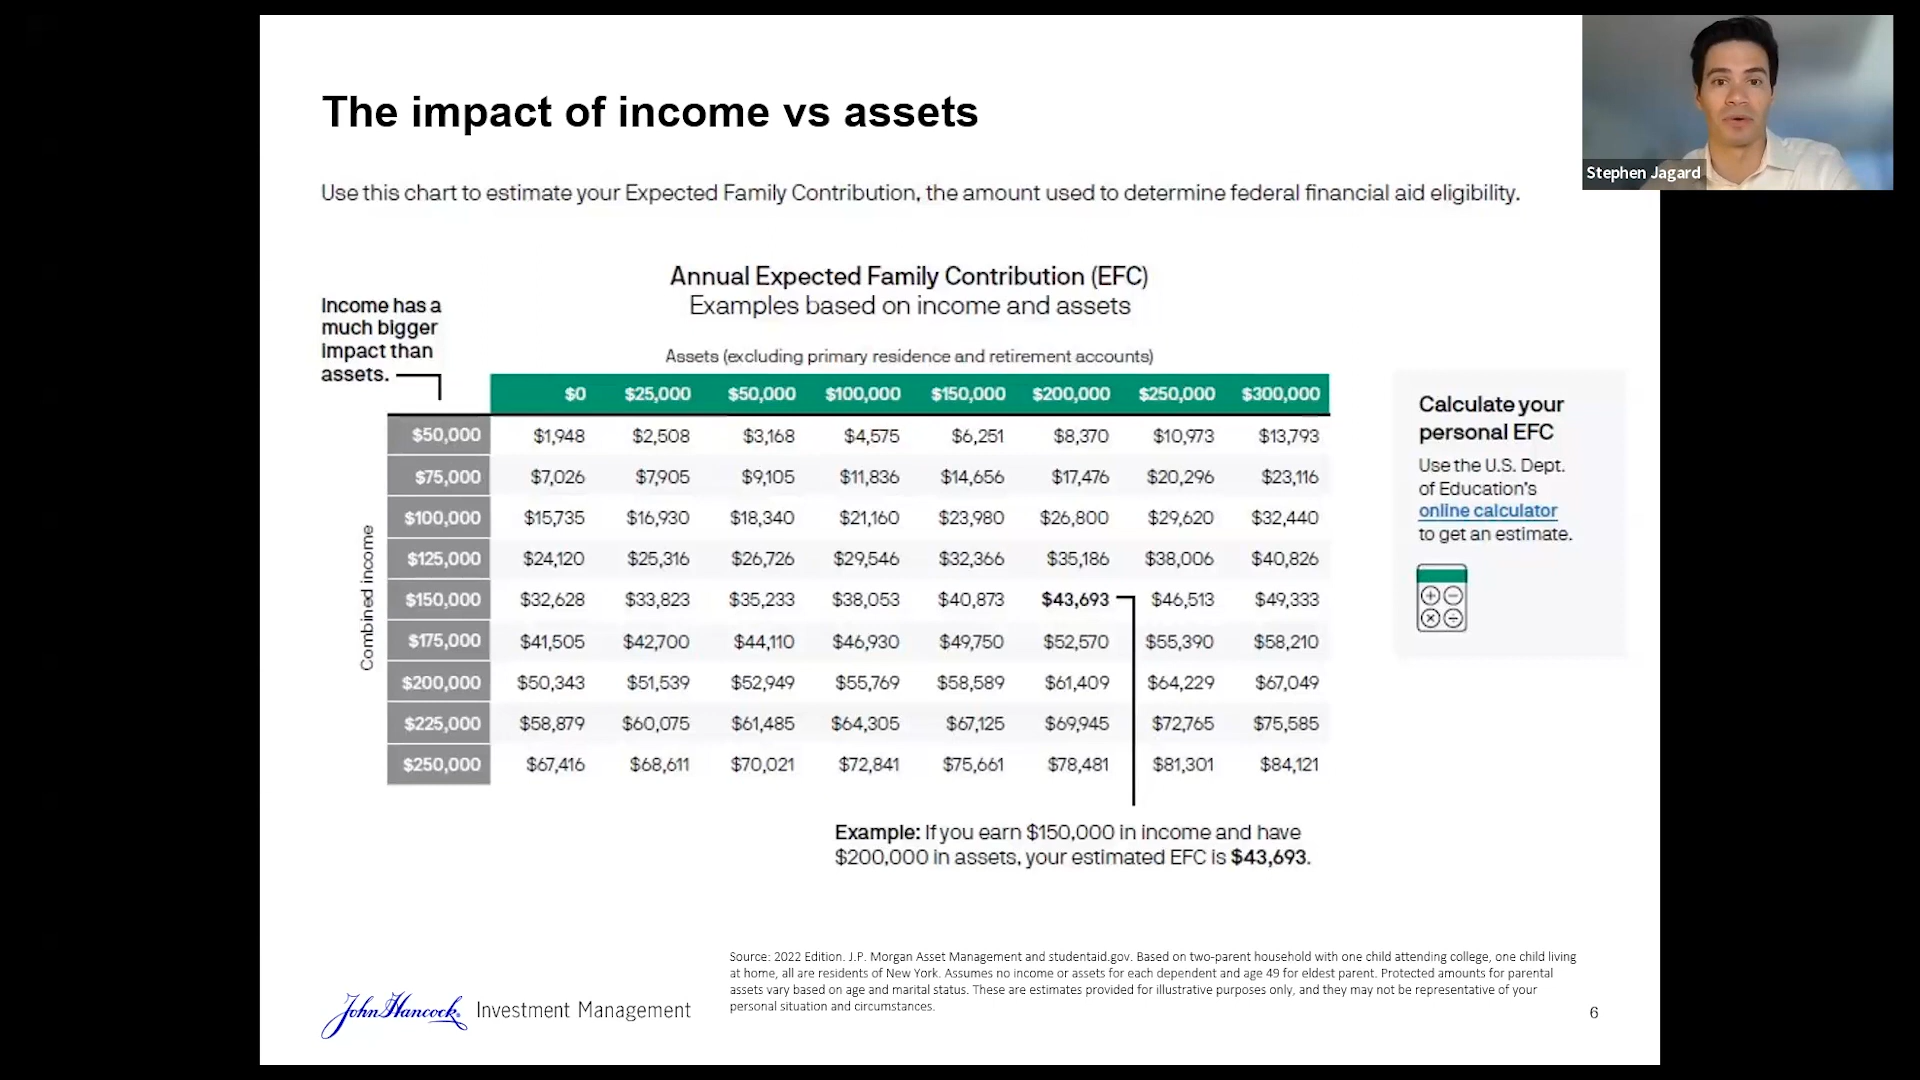 The impact of income vs assets
Stephen Jagard
Use this chart to estimate your Expected Family Contribution, the amount used to determine federal financial aid eligibility.
Annual Expected Family Contribution (EFC)
Examples based on income and assets
Income has a
much bigger
impact than
assets.
Assets (excluding primary residence and retirement accounts)
$0 $25,000 $50,000 $100,000 $150,000 $200,000 $250,000 $300,000
Combined income
$50,000 $1,948 $2,508 $3,168 $4,575 $6,251 $8,370 $10,973 $13,793
$75,000 $7,026 $7,905 $9,105 $11,836 $14,656 $17,476 $20,296 $23,116
$100,000 $15,735 $16,930 $18,340 $21,160 $23,980 $26,800 $29,620 $32,440
$125,000 $24,120 $25,316 $26,726 $29,546 $32,366 $35,186 $38,006 $40,826
$150,000 $32,628 $33,823 $35,233 $38,053 $40,873 $43,693 $46,513 $49,333
$175,000 $41,505 $42,700 $44,110 $46,930 $49,750 $52,570 $55,390 $58,210
$200,000 $50,343 $51,539 $52,949 $55,769 $58,589 $61,409 $64,229 $67,049
$225,000 $58,879 $60,075 $61,485 $64,305 $67,125 $69,945 $72,765 $75,585
$250,000 $67,416 $68,611 $70,021 $72,841 $75,661 $78,481 $81,301 $84,121
Example: If you earn $150,000 in income and have
$200,000 in assets, your estimated EFC is $43,693.
Calculate your
personal EFC
Use the U.S. Dept.
of Education's
online calculator
to get an estimate.
Source: 2022 Edition. J.P. Morgan Asset Management and studentaid.gov. Based on two-parent household with one child attending college, one child living
at home, all are residents of New York. Assumes no income or assets for each dependent and age 49 for eldest parent. Protected amounts for parental
assets vary based on age and marital status. These are estimates provided for illustrative purposes only, and they may not be representative of your
personal situation and circumstances.
John Hancock Investment Management
6